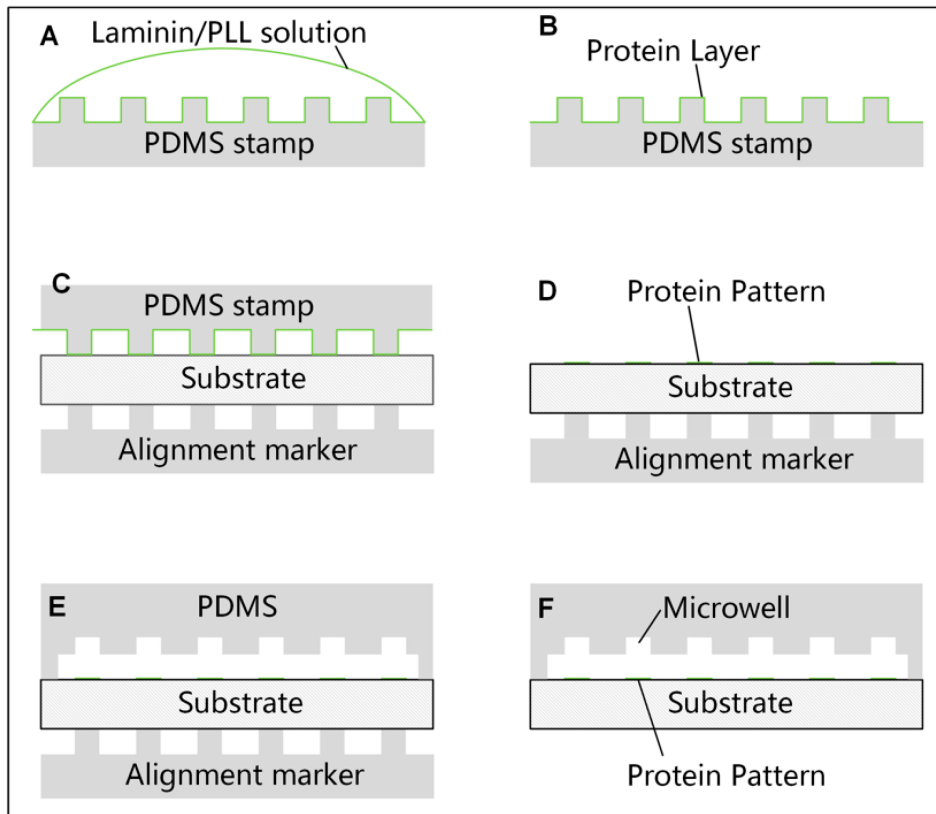 A
Laminin/PLL solution
PDMS stamp
B
Protein Layer
PDMS stamp
C
PDMS stamp
Substrate
Alignment marker
D
Protein Pattern
Substrate
Alignment marker
E
PDMS
Substrate
Alignment marker
F
Microwell
Substrate
Protein Pattern